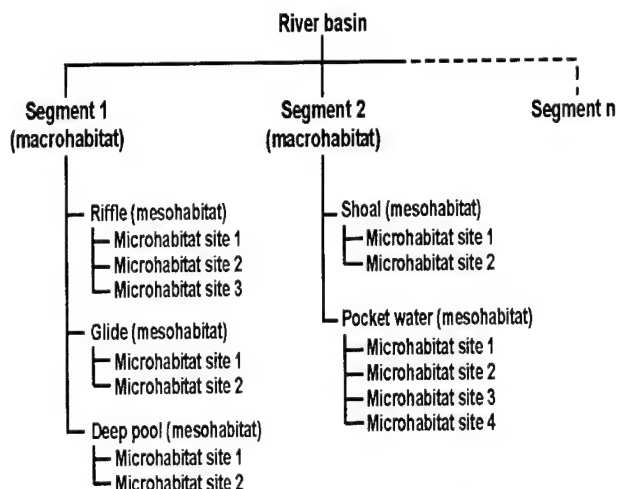 River basin
Segment 1
(macrohabitat)
Segment 2
(macrohabitat)
Segment n
Riffle (mesohabitat)
Microhabitat site 1
Microhabitat site 2
Microhabitat site 3
Glide (mesohabitat)
Microhabitat site 1
Microhabitat site 2
Deep pool (mesohabitat)
Microhabitat site 1
Microhabitat site 2
Shoal (mesohabitat)
Microhabitat site 1
Microhabitat site 2
Pocket water (mesohabitat)
Microhabitat site 1
Microhabitat site 2
Microhabitat site 3
Microhabitat site 4